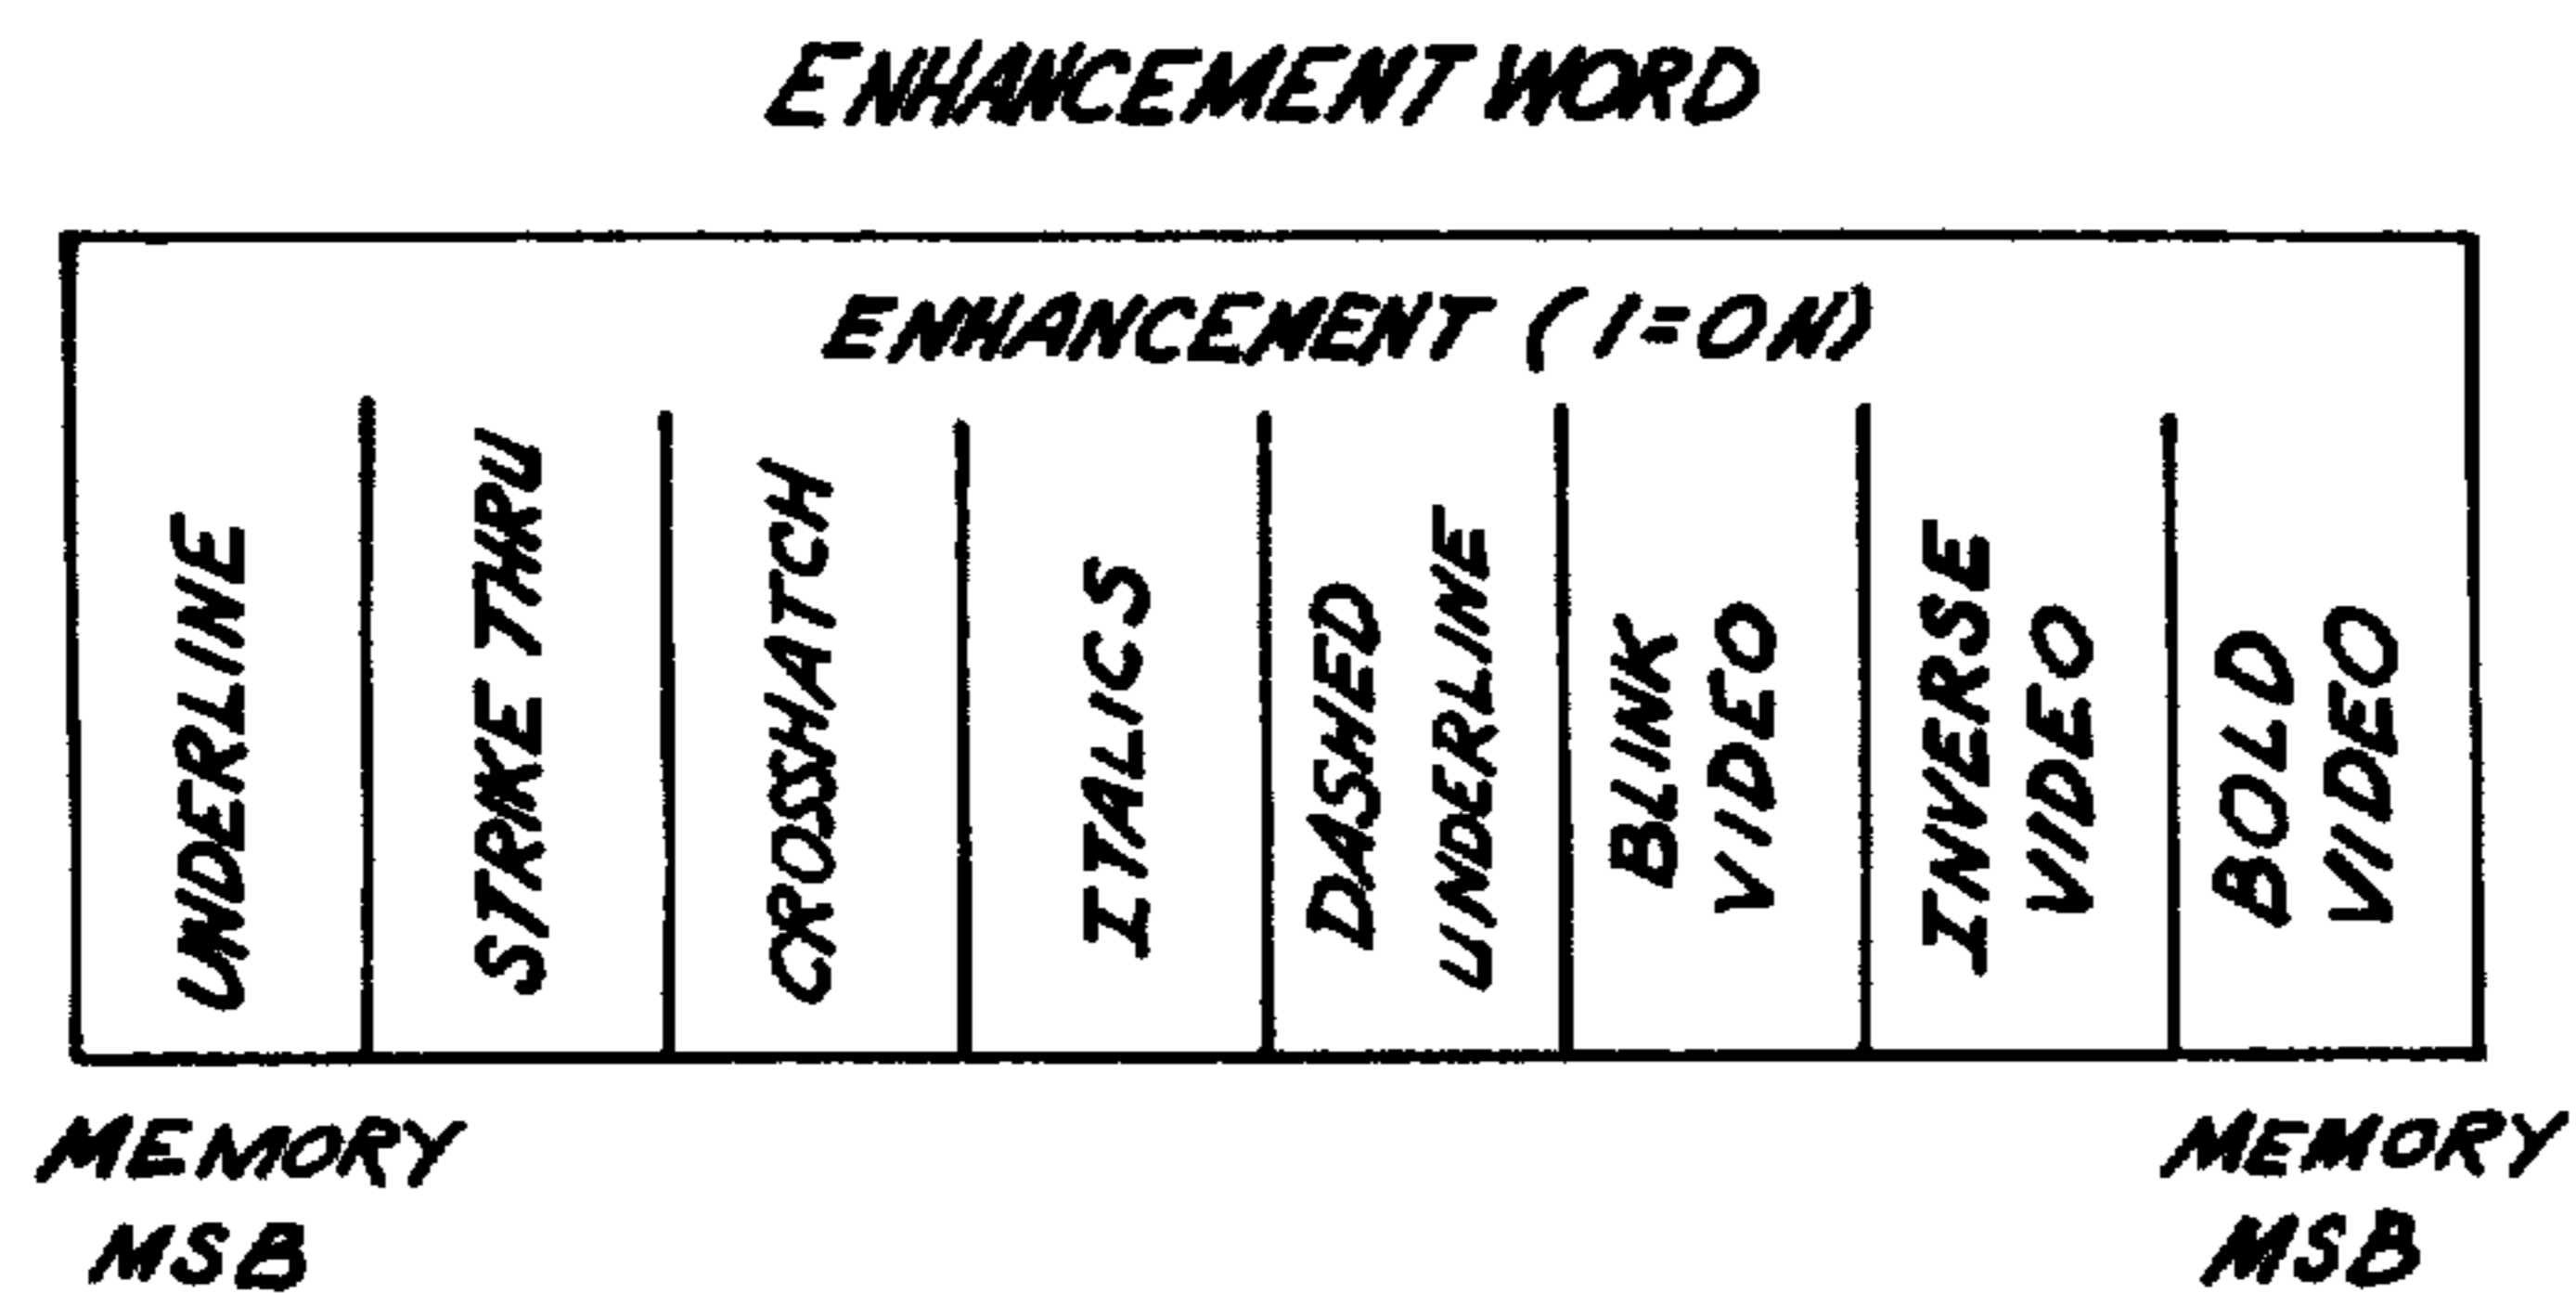 ENHANCEMENT WORD
ENHANCEMENT (1=ON)
UNDERLINE
STRIKE THRU
CROSSHATCH
ITALICS
DASHED
UNDERLINE
BLINK
VIDEO
INVERSE
VIDEO
BOLD
VIDEO
MEMORY
MSB
MEMORY
MSB